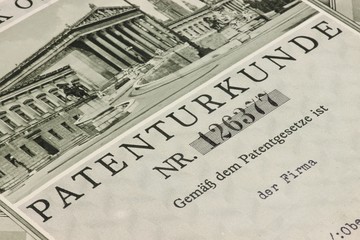 PATENTURKUNDE
NR. 126377
Gemäß dem Patentgesetze ist
der Firma